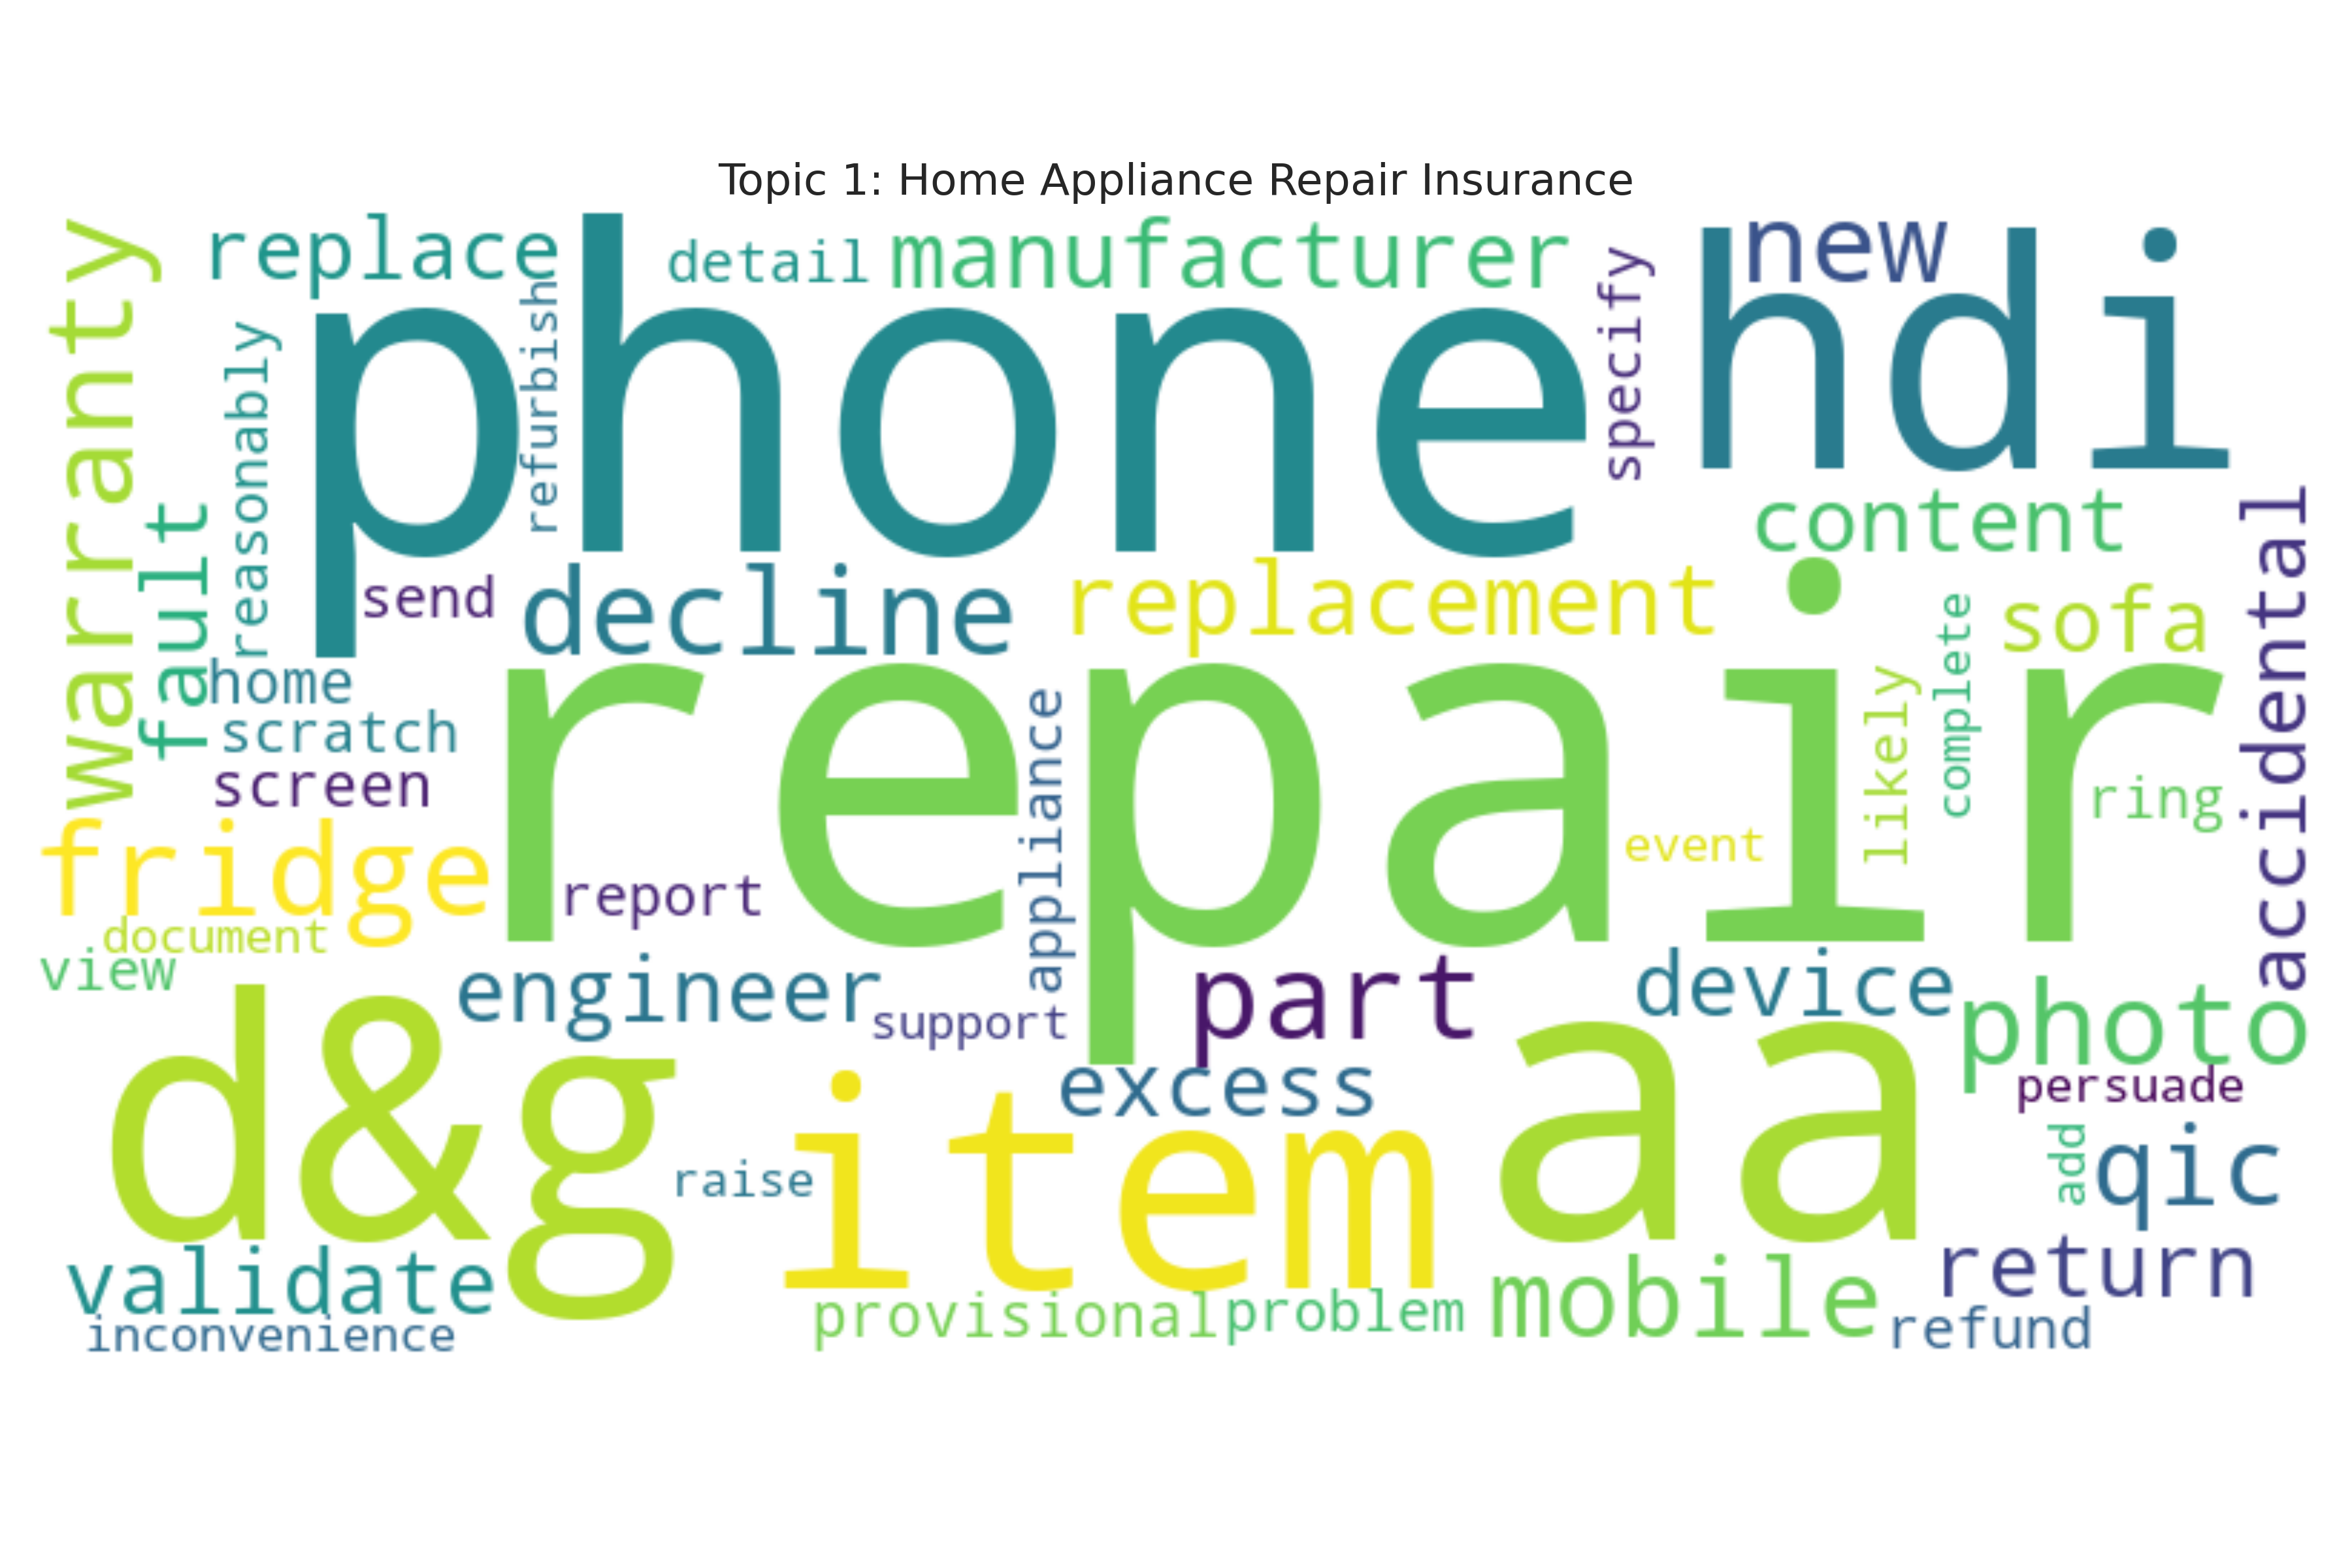 Topic 1: Home Appliance Repair Insurance
replace
detail
manufacturer
new
warranty
reasonably
refurbish
phone
specify
hdi
fault
content
send
decline
replacement
sofa
accidental
home
scratch
screen
repair
appliance
likely
complete
ring
event
fridge
report
document
view
engineer
support
part
device
photo
d&g
excess
aa
persuade
raise
item
add
qic
validate
return
inconvenience
provisional
problem
mobile
refund